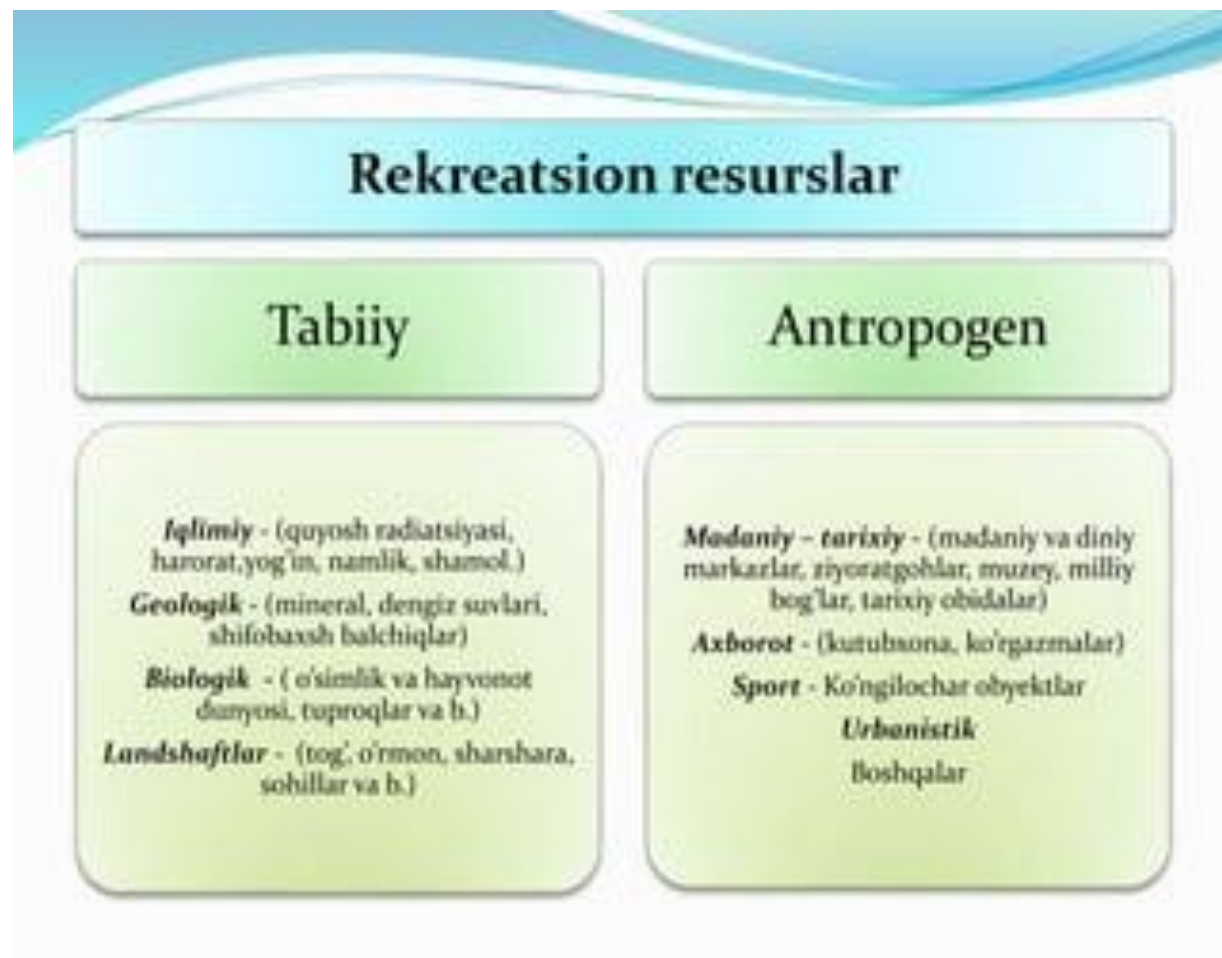 Rekreatsion resurslar
Tabiiy
Antropogen
Iqlimiy - (quyosh radiatsiyasi,
harorat,yog'in, namlik, shamol.)
Geologik - (mineral, dengiz suvlari,
shifobaxsh balchiqlar)
Biologik - ( o'simlik va hayvonot
dunyosi, tuproqlar va b.)
Landshaftlar - (tog', o'rmon, sharshara,
sohillar va b.)
Madaniy – tarixiy - (madaniy va diniy
markazlar, ziyoratgohlar, muzey, milliy
bog'lar, tarixiy obidalar)
Axborot - (kutubxona, ko'rgazmalar)
Sport - Ko'ngilochar obyektlar
Urbanistik
Boshqalar